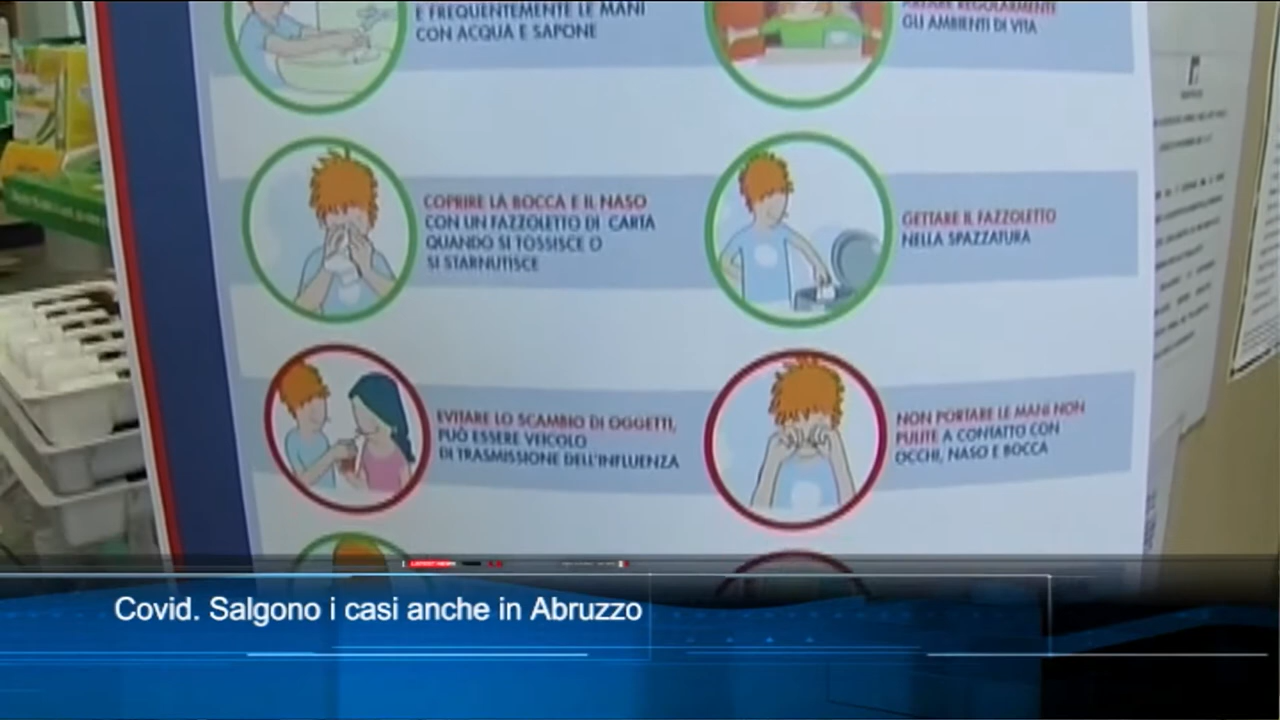 E FREQUENTEMENTE LE MANI
CON ACQUA E SAPONE
REGOLARMENTE
GLI AMBIENTI DI VITA
COPRIRE LA BOCCA E IL NASO
CON UN FAZZOLETTO DI CARTA
QUANDO SI TOSSISCE O
SI STARNUTISCE
GETTARE IL FAZZOLETTO
NELLA SPAZZATURA
EVITARE LO SCAMBIO DI OGGETTI,
PUÒ ESSERE VEICOLO
DI TRASMISSIONE DELL'INFLUENZA
NON PORTARE LE MANI NON
PULITE A CONTATTO CON
OCCHI, NASO E BOCCA
LATEST NEWS
Covid. Salgono i casi anche in Abruzzo